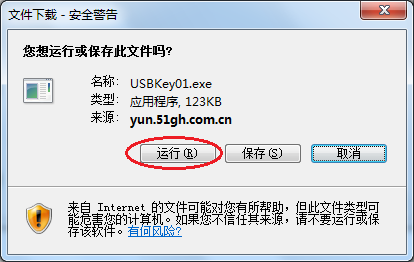 文件下载 - 安全警告
您想运行或保存此文件吗?
名称: USBKey01.exe
类型: 应用程序, 123KB
来源: yun.51gh.com.cn
运行(R) 保存(S) 取消
来自 Internet 的文件可能对您有所帮助，但此文件类型可
能危害您的计算机。如果您不信任其来源，请不要运行或保
存该软件。有何风险?